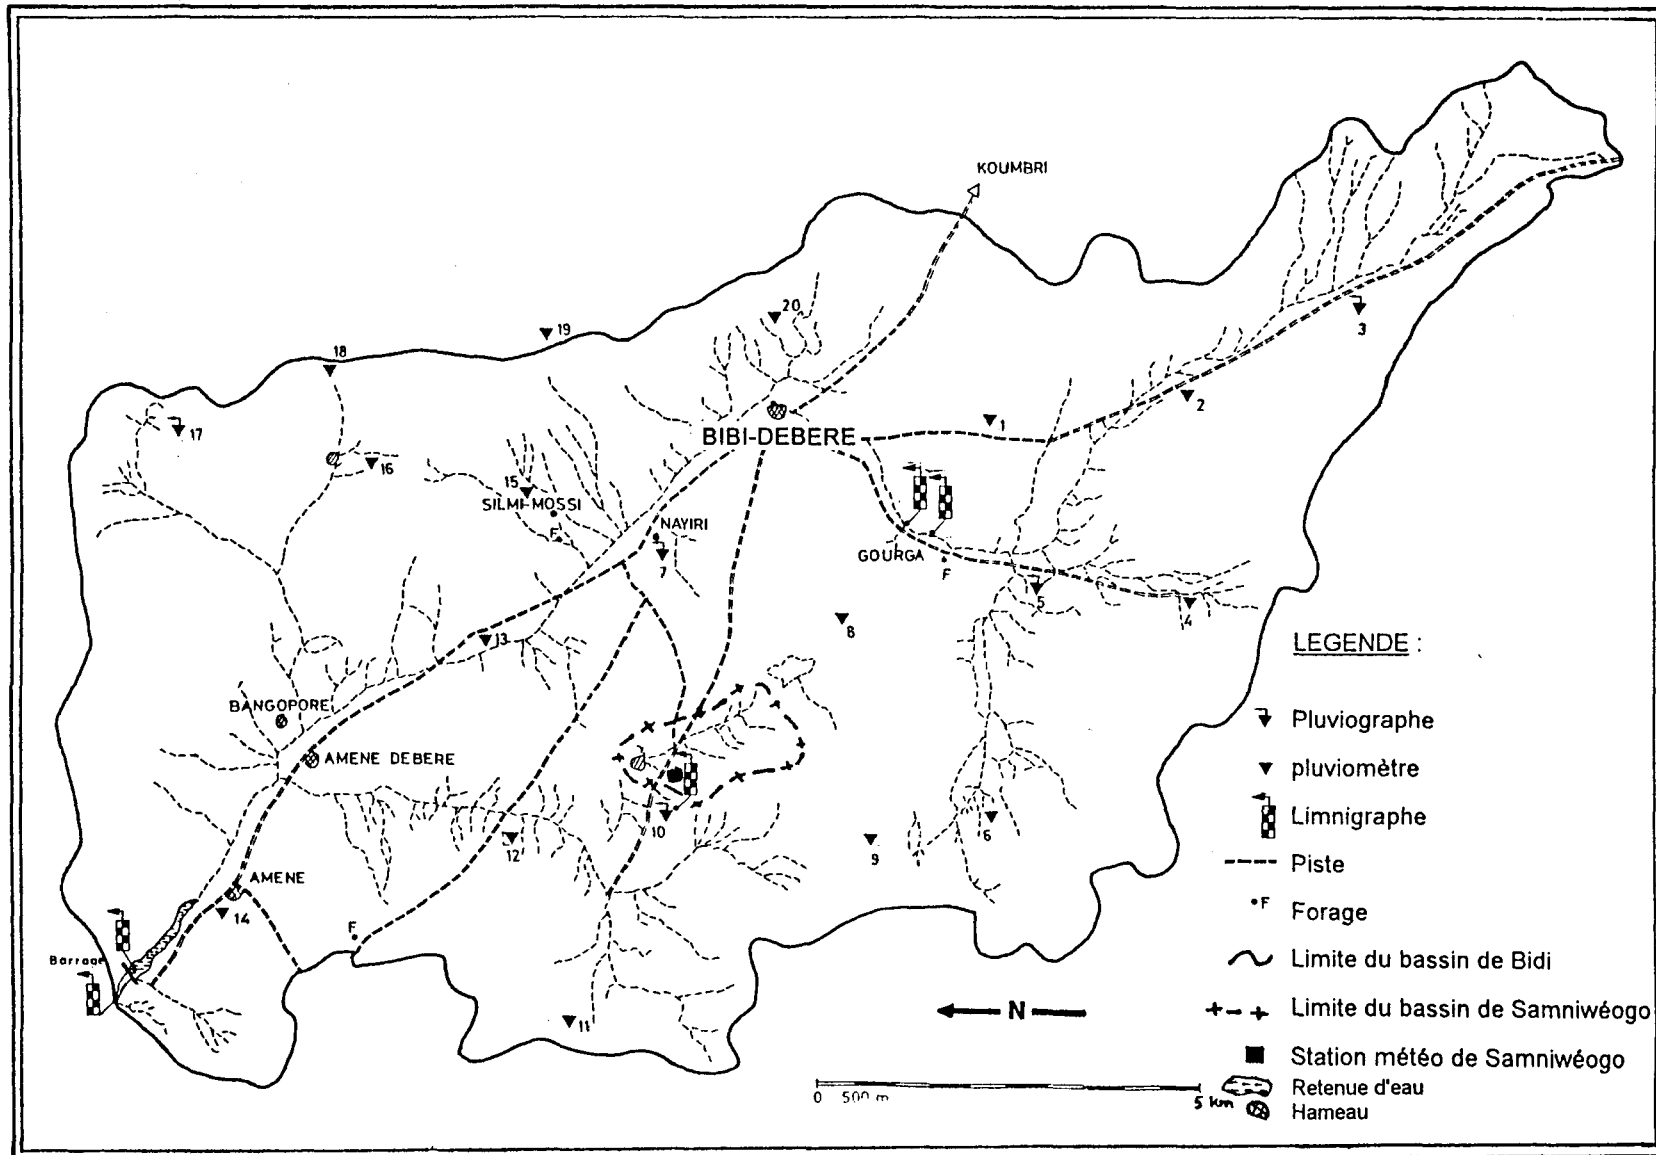 KOUMBRI
3
20
19
18
2
1
17
BIBI-DEBERE
16
15
SILMI-MOSSI
F
NAYIRI
7
GOURGA
F
5
4
8
13
BANGOPORE
AMENE DEBERE
10
12
9
6
AMENE
14
F
Barrage
11
LEGENDE :
Pluviographe
pluviomètre
Limnigraphe
Piste
F Forage
Limite du bassin de Bidi
Limite du bassin de Samniwéogo
Station météo de Samniwéogo
Retenue d'eau
Hameau
N
0 500 m 5 km